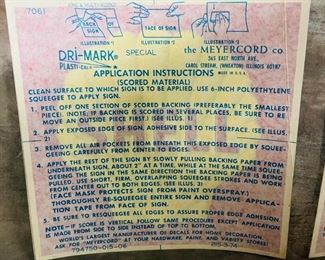 7061
BACK OF SIGN
FACE OF SIGN
ILLUSTRATION #1 ILLUSTRATION #2 ILLUSTRATION #3
DRI-MARK® SPECIAL the MEYERCORD co.
PLASTI-CAL 365 EAST NORTH AVE.
CAROL STREAM, (WHEATON) ILLINOIS 60187
APPLICATION INSTRUCTIONS MADE IN U.S.A.
(SCORED MATERIAL)
CLEAN SURFACE TO WHICH SIGN IS TO BE APPLIED. USE 6-INCH POLYETHYLENE
SQUEEGEE TO APPLY SIGN.
1. PEEL OFF ONE SECTION OF SCORED BACKING (PREFERABLY THE SMALLEST
PIECE). (NOTE. IF BACKING IS SCORED IN SEVERAL PLACES, BE SURE TO RE-
MOVE AN OUTSIDE PIECE FIRST (SEE ILLUS. 1)
2. APPLY EXPOSED EDGE OF SIGN, ADHESIVE SIDE TO THE SURFACE. (SEE ILLUS.
2)
3. REMOVE ALL AIR POCKETS FROM BENEATH THIS EXPOSED EDGE BY SQUEE-
GEEING CAREFULLY FROM CENTER TO EDGES.
4. APPLY THE REST OF THE SIGN BY SLOWLY PULLING BACKING PAPER FROM
UNDERNEATH SIGN, ABOUT 2" AT A TIME, WHILE AT THE SAME TIME SQUEE-
GEEING THE SIGN IN THE SAME DIRECTION THE BACKING PAPER IS BEING
PULLED. USE SHORT, FIRM, OVERLAPPING SQUEEGEE STROKES AND WORK
FROM CENTER OUT TO BOTH EDGES. (SEE ILLUS. 3)
(FACE MASK PROTECTS SIGN FROM PAINT OVERSPRAY.)
THOROUGHLY RE-SQUEEGEE ENTIRE SIGN AND REMOVE APPLICA-
TION TAPE FROM FACE OF SIGN.
5. BE SURE TO RESQUEEGEE ALL EDGES TO ASSURE PROPER EDGE ADHESION.
NOTE- IF SCORE IS VERTICAL FOLLOW SAME PROCEDURE EXCEPT APPLICATION
IS MADE FROM SIDE TO SIDE INSTEAD OF TOP TO BOTTOM.
WORLD'S LARGEST MANUFACTURER OF DECALS FOR HOME DECORATION
ASK FOR "MEYERCORD" AT YOUR HARDWARE, PAINT, AND VARIETY STORES!
794750-015-06